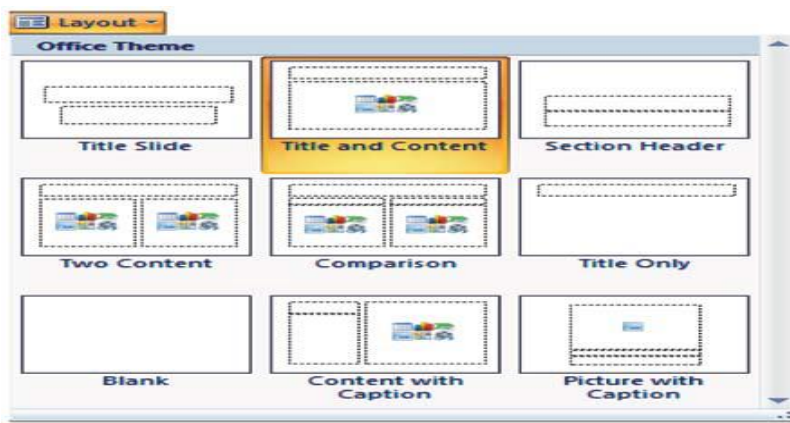 Layout
Office Theme
Title Slide
Title and Content
Section Header
Two Content
Comparison
Title Only
Blank
Content with
Caption
Picture with
Caption